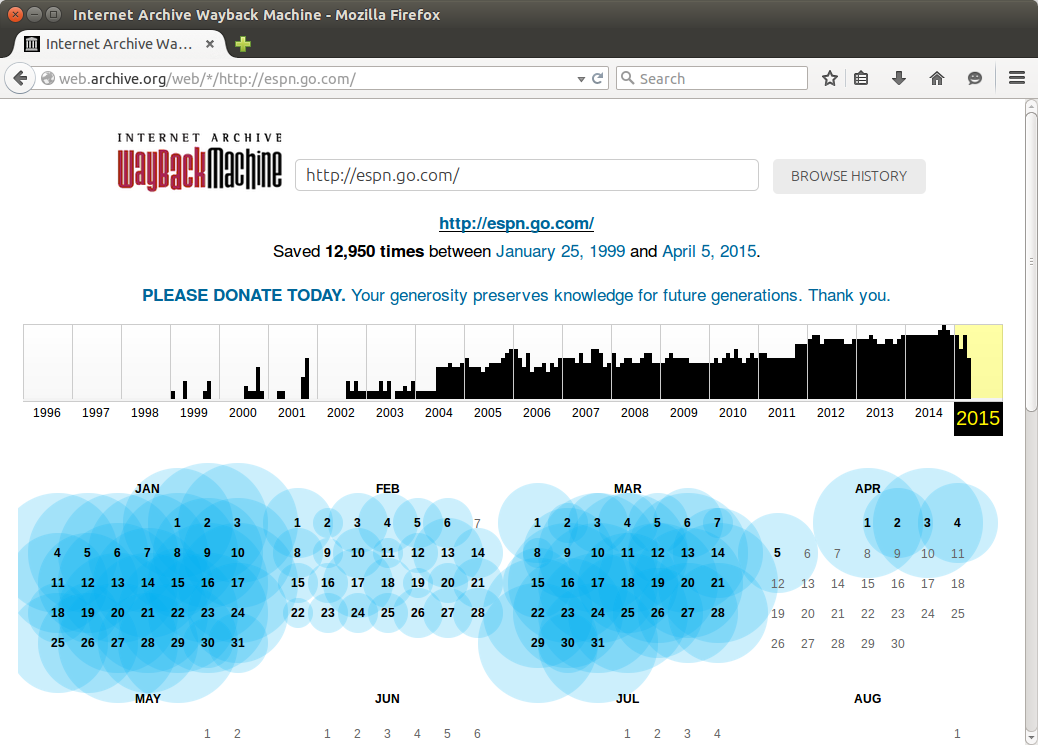 Internet Archive Wayback Machine - Mozilla Firefox
Internet Archive Wa...
web.archive.org/web/*/http://espn.go.com/
Search
INTERNET ARCHIVE
WayBackMachine
http://espn.go.com/
BROWSE HISTORY
http://espn.go.com/
Saved 12,950 times between January 25, 1999 and April 5, 2015.
PLEASE DONATE TODAY. Your generosity preserves knowledge for future generations. Thank you.
1996 1997 1998 1999 2000 2001 2002 2003 2004 2005 2006 2007 2008 2009 2010 2011 2012 2013 2014 2015
JAN FEB MAR APR
1 2 3 1 2 3 4 5 6 7 1 2 3 4 5 6 7 1 2 3 4
4 5 6 7 8 9 10 8 9 10 11 12 13 14 8 9 10 11 12 13 14 5 6 7 8 9 10 11
11 12 13 14 15 16 17 15 16 17 18 19 20 21 15 16 17 18 19 20 21 12 13 14 15 16 17 18
18 19 20 21 22 23 24 22 23 24 25 26 27 28 22 23 24 25 26 27 28 19 20 21 22 23 24 25
25 26 27 28 29 30 31 29 30 31 26 27 28 29 30
MAY JUN JUL AUG
1 2 1 2 3 4 5 6 1 2 3 4 1